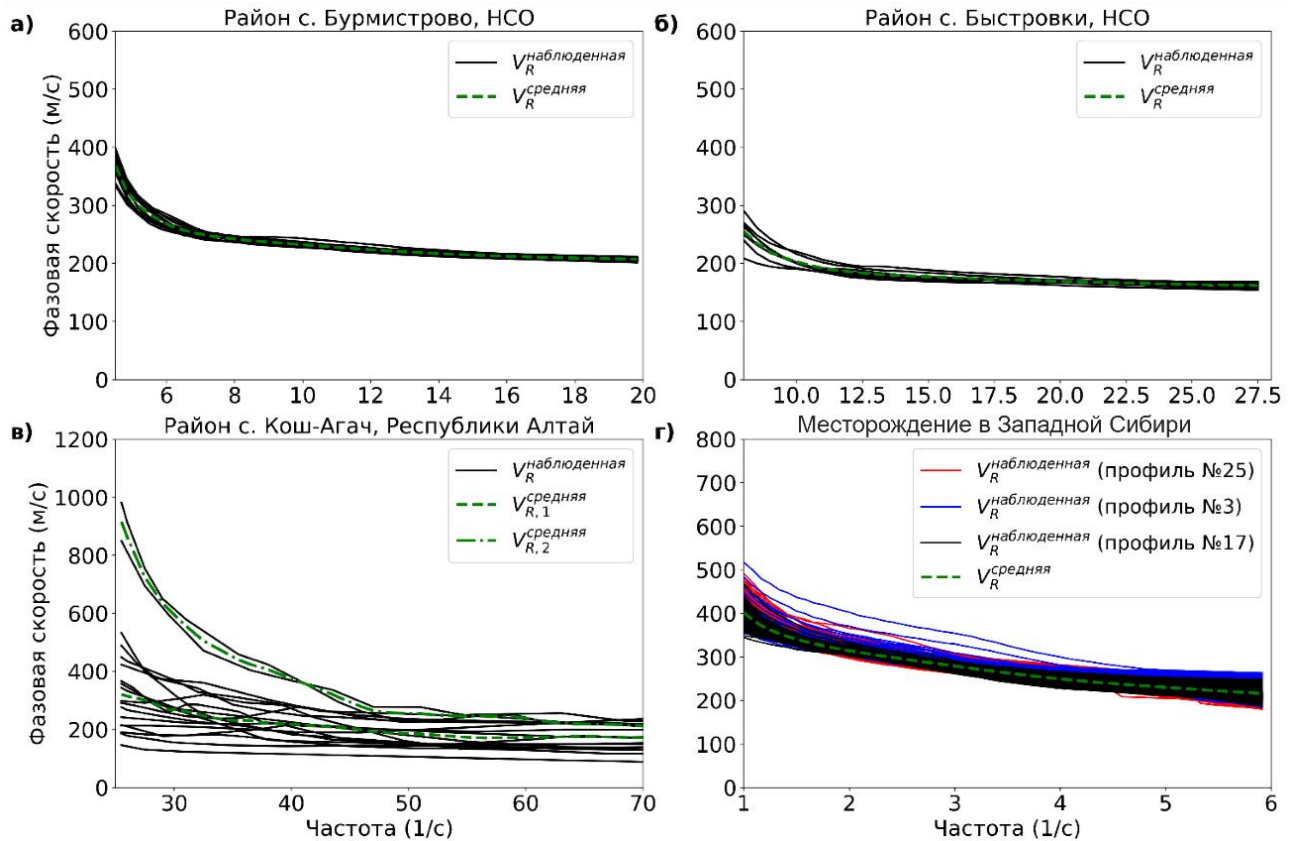 а)
Район с. Бурмистрово, НСО
600
500
400
300
200
100
0
Фазовая скорость (м/с)
V_R^наблюденная
V_R^средняя
6 8 10 12 14 16 18 20
б)
Район с. Быстровки, НСО
600
500
400
300
200
100
0
V_R^наблюденная
V_R^средняя
10.0 12.5 15.0 17.5 20.0 22.5 25.0 27.5
в)
Район с. Кош-Агач, Республики Алтай
1200
1000
800
600
400
200
0
Фазовая скорость (м/с)
V_R^наблюденная
V_{R, 1}^средняя
V_{R, 2}^средняя
30 40 50 60 70
Частота (1/с)
г)
Месторождение в Западной Сибири
800
700
600
500
400
300
200
100
0
V_R^наблюденная (профиль №25)
V_R^наблюденная (профиль №3)
V_R^наблюденная (профиль №17)
V_R^средняя
1 2 3 4 5 6
Частота (1/с)